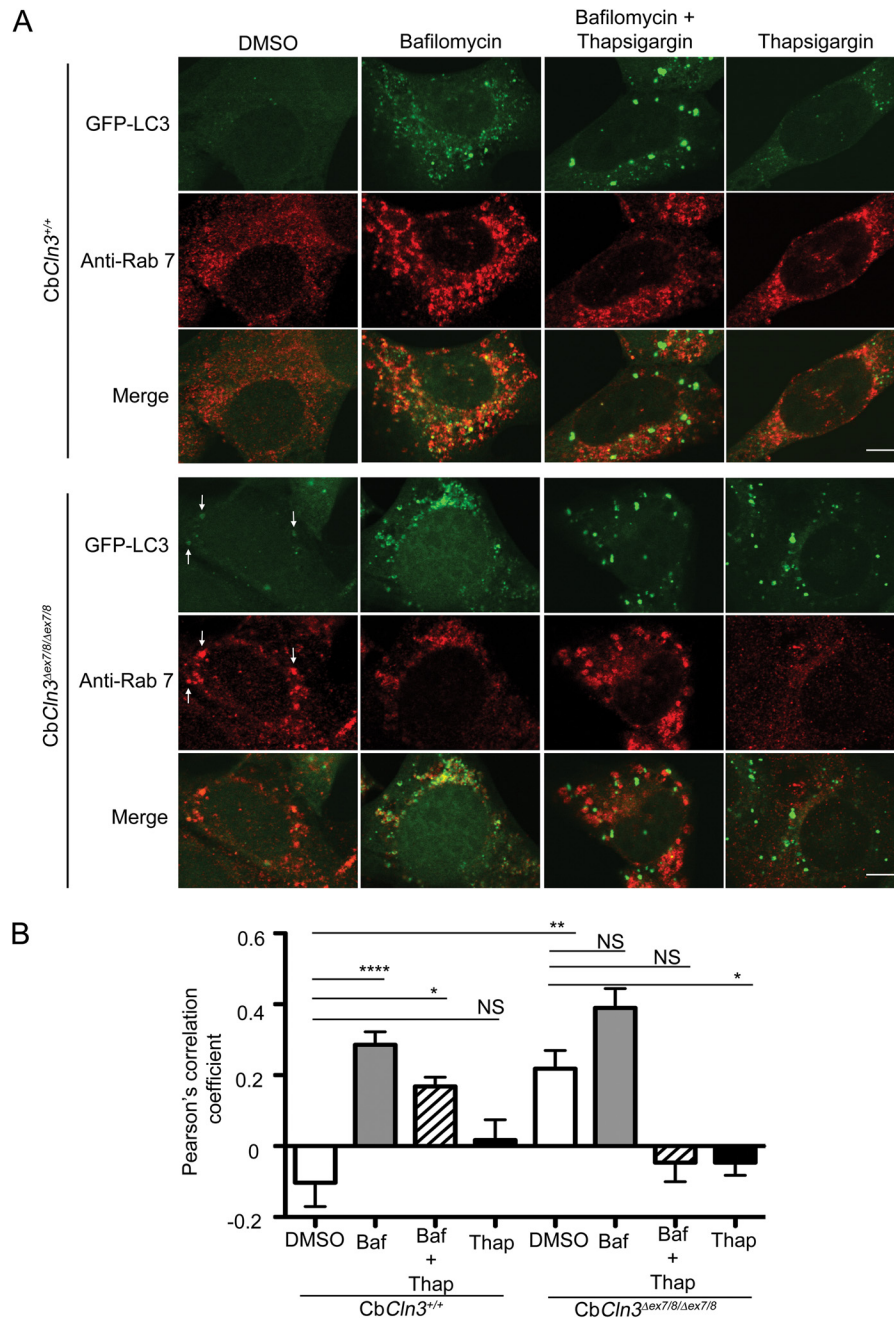 A
DMSO
Bafilomycin
Bafilomycin +
Thapsigargin
Thapsigargin
CbCln3+/+
GFP-LC3
Anti-Rab 7
Merge
CbCln3Δex7/8/Δex7/8
GFP-LC3
Anti-Rab 7
Merge
B
Pearson's correlation
coefficient
0.6
0.4
0.2
0
-0.2
**
NS
****
NS
*
*
NS
DMSO
Baf
Baf
+
Thap
Thap
DMSO
Baf
Baf
+
Thap
Thap
CbCln3+/+
CbCln3Δex7/8/Δex7/8